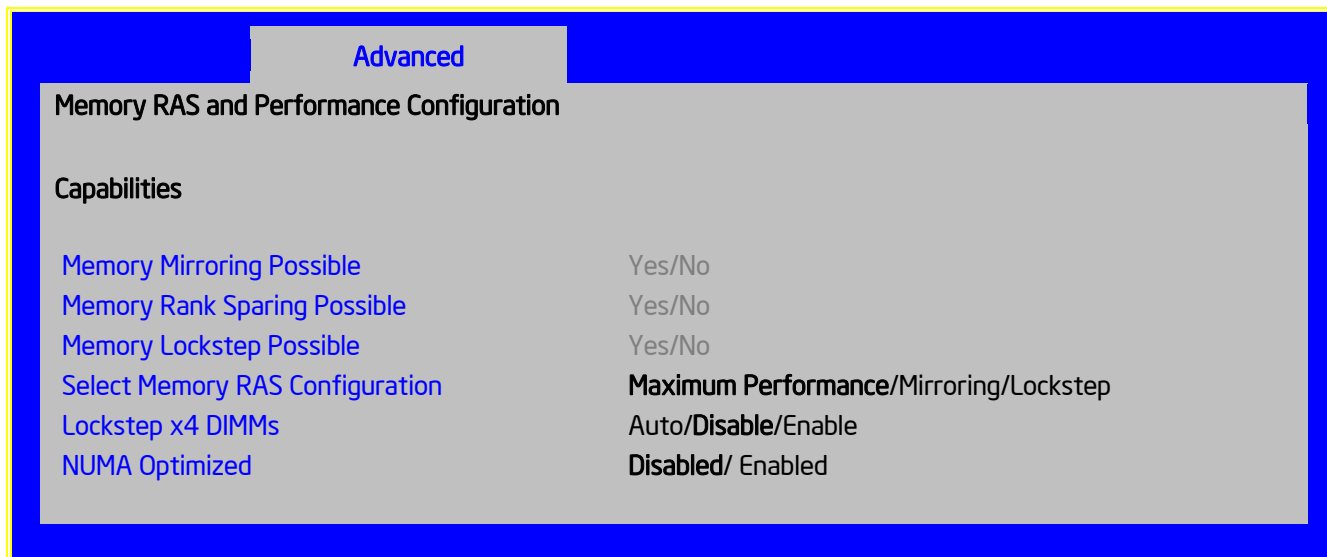 Advanced
Memory RAS and Performance Configuration
Capabilities
Memory Mirroring Possible Yes/No
Memory Rank Sparing Possible Yes/No
Memory Lockstep Possible Yes/No
Select Memory RAS Configuration Maximum Performance/Mirroring/Lockstep
Lockstep x4 DIMMs Auto/Disable/Enable
NUMA Optimized Disabled/ Enabled